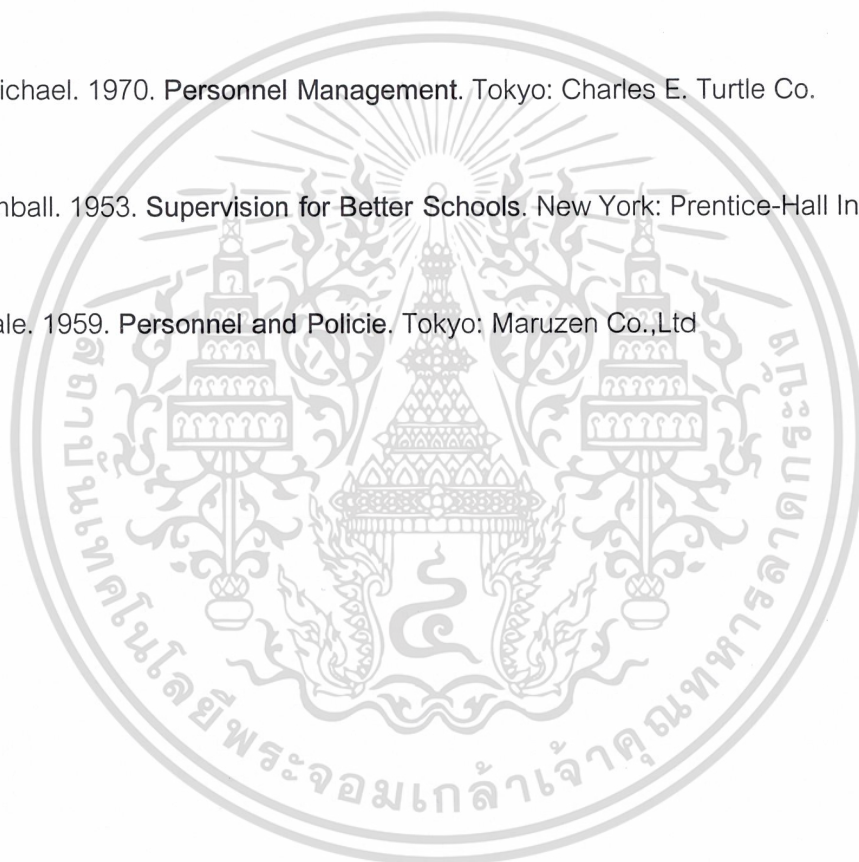 ichael. 1970. Personnel Management. Tokyo: Charles E. Turtle Co.
nball. 1953. Supervision for Better Schools. New York: Prentice-Hall In
ale. 1959. Personnel and Policie. Tokyo: Maruzen Co.,Ltd
๔
สถาบันเทคโนโลยีพระจอมเกล้าเจ้าคุณทหารลาดกระบัง